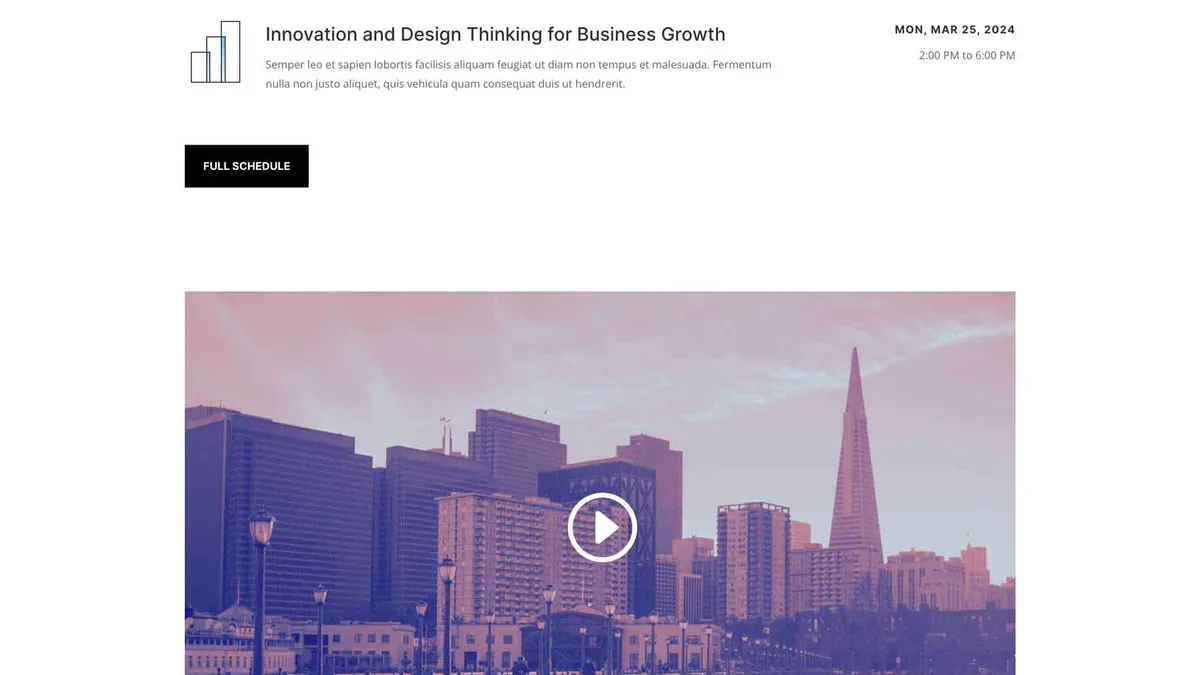 Innovation and Design Thinking for Business Growth
MON, MAR 25, 2024
Semper leo et sapien lobortis facilisis aliquam feugiat ut diam non tempus et malesuada. Fermentum
2:00 PM to 6:00 PM
nulla non justo aliquet, quis vehicula quam consequat duis ut hendrerit.
FULL SCHEDULE